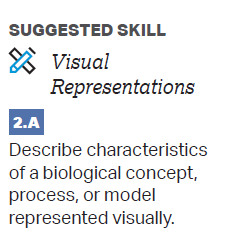 SUGGESTED SKILL
Visual
Representations
2.A
Describe characteristics
of a biological concept,
process, or model
represented visually.